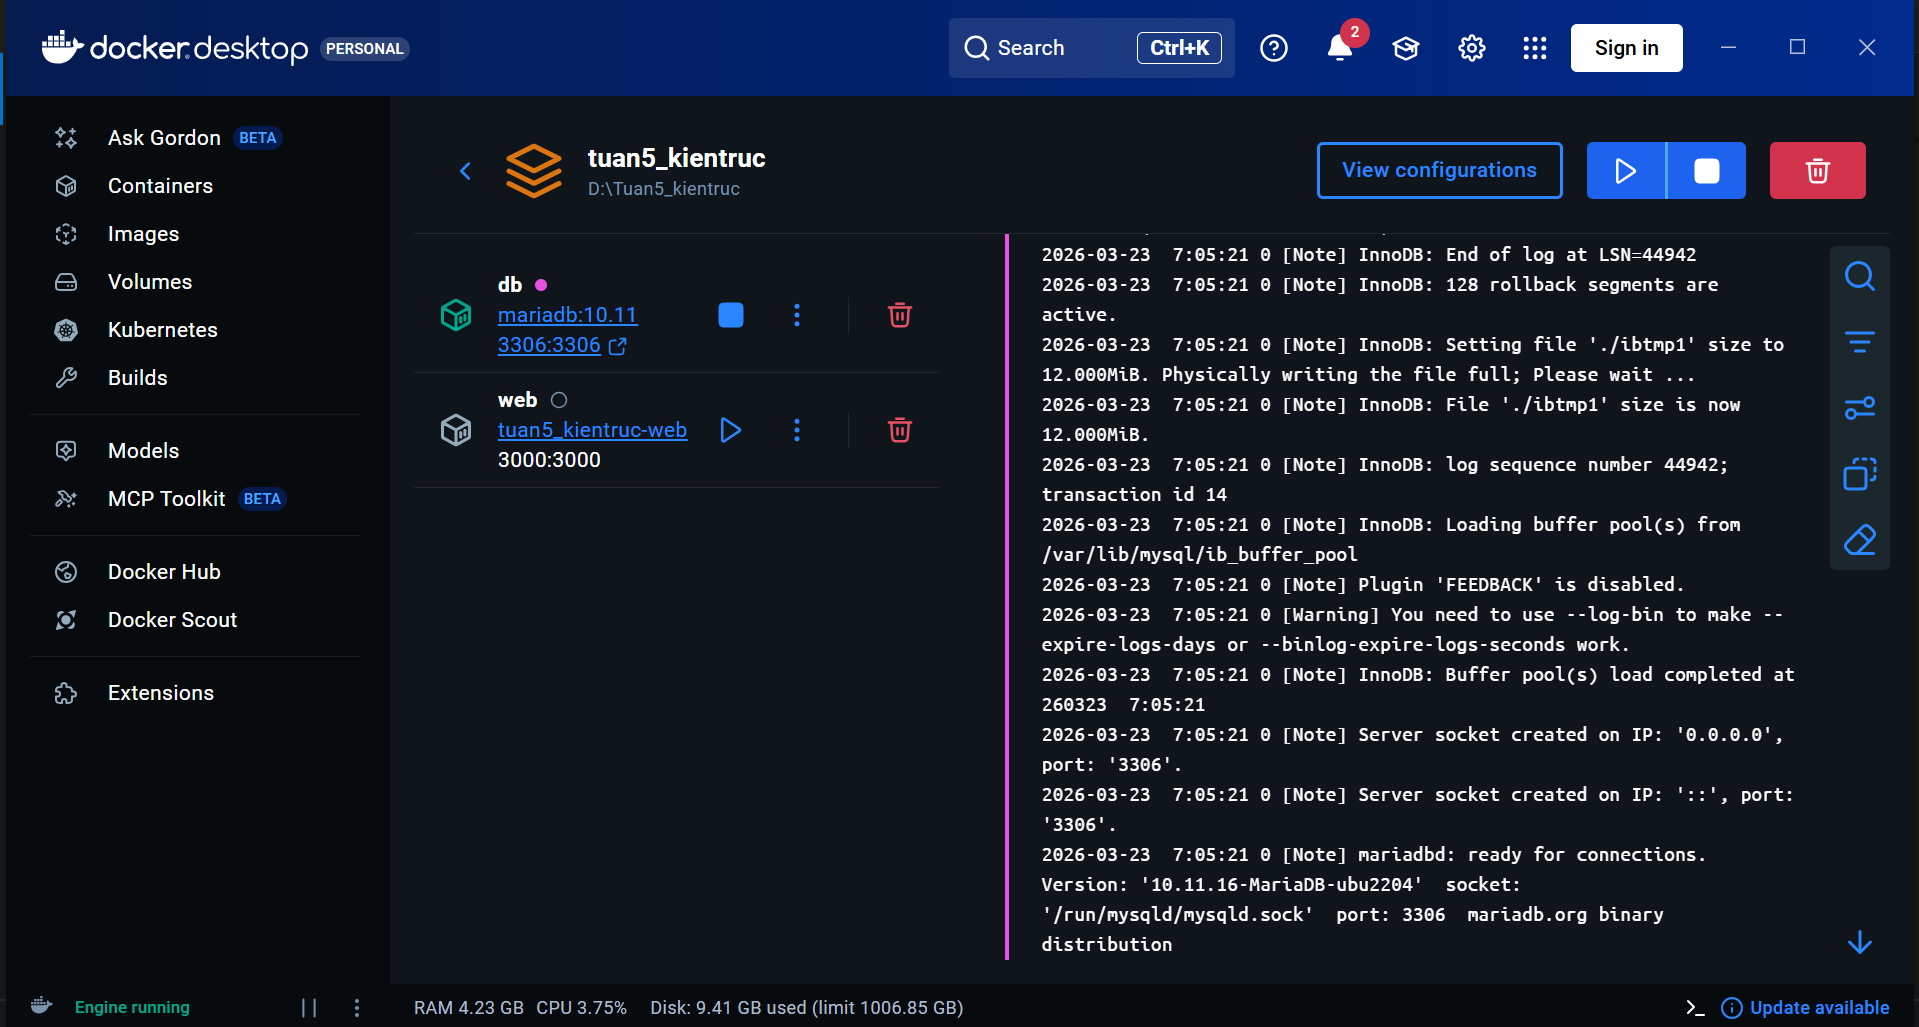 docker.desktop PERSONAL
Search Ctrl+K
2
Sign in
Ask Gordon BETA
Containers
Images
Volumes
Kubernetes
Builds
Models
MCP Toolkit BETA
Docker Hub
Docker Scout
Extensions
tuan5_kientruc
D:\Tuan5_kientruc
View configurations
db
mariadb:10.11
3306:3306
web
tuan5_kientruc-web
3000:3000
2026-03-23  7:05:21 0 [Note] InnoDB: End of log at LSN=44942
2026-03-23  7:05:21 0 [Note] InnoDB: 128 rollback segments are
active.
2026-03-23  7:05:21 0 [Note] InnoDB: Setting file './ibtmp1' size to
12.000MiB. Physically writing the file full; Please wait ...
2026-03-23  7:05:21 0 [Note] InnoDB: File './ibtmp1' size is now
12.000MiB.
2026-03-23  7:05:21 0 [Note] InnoDB: log sequence number 44942;
transaction id 14
2026-03-23  7:05:21 0 [Note] InnoDB: Loading buffer pool(s) from
/var/lib/mysql/ib_buffer_pool
2026-03-23  7:05:21 0 [Note] Plugin 'FEEDBACK' is disabled.
2026-03-23  7:05:21 0 [Warning] You need to use --log-bin to make --
expire-logs-days or --binlog-expire-logs-seconds work.
2026-03-23  7:05:21 0 [Note] InnoDB: Buffer pool(s) load completed at
260323  7:05:21
2026-03-23  7:05:21 0 [Note] Server socket created on IP: '0.0.0.0',
port: '3306'.
2026-03-23  7:05:21 0 [Note] Server socket created on IP: '::', port:
'3306'.
2026-03-23  7:05:21 0 [Note] mariadbd: ready for connections.
Version: '10.11.16-MariaDB-ubu2204'  socket:
'/run/mysqld/mysqld.sock'  port: 3306  mariadb.org binary
distribution
Engine running
RAM 4.23 GB CPU 3.75% Disk: 9.41 GB used (limit 1006.85 GB)
Update available